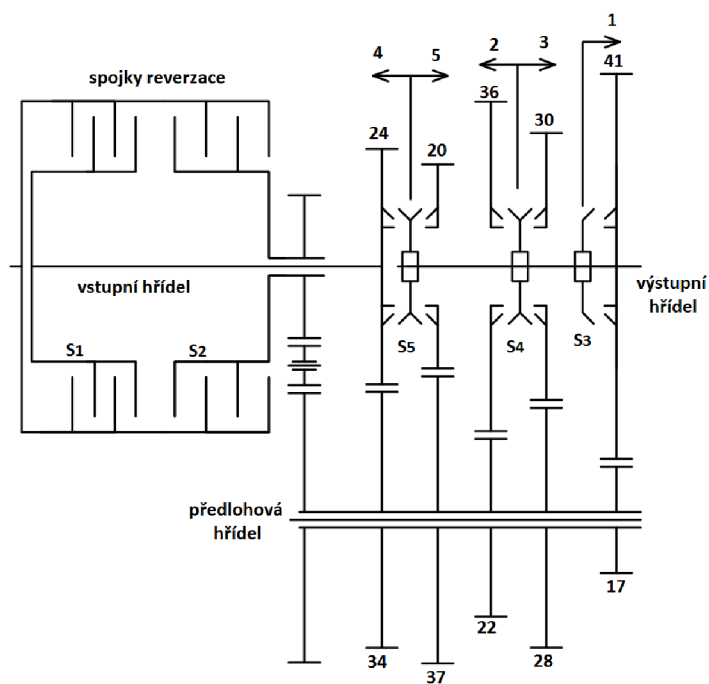 1
4
5
2
3
41
spojky reverzace
36
24
30
20
vstupní hřídel
výstupní
hřídel
S1
S2
S5
S4
S3
předlohová
hřídel
17
22
34
37
28